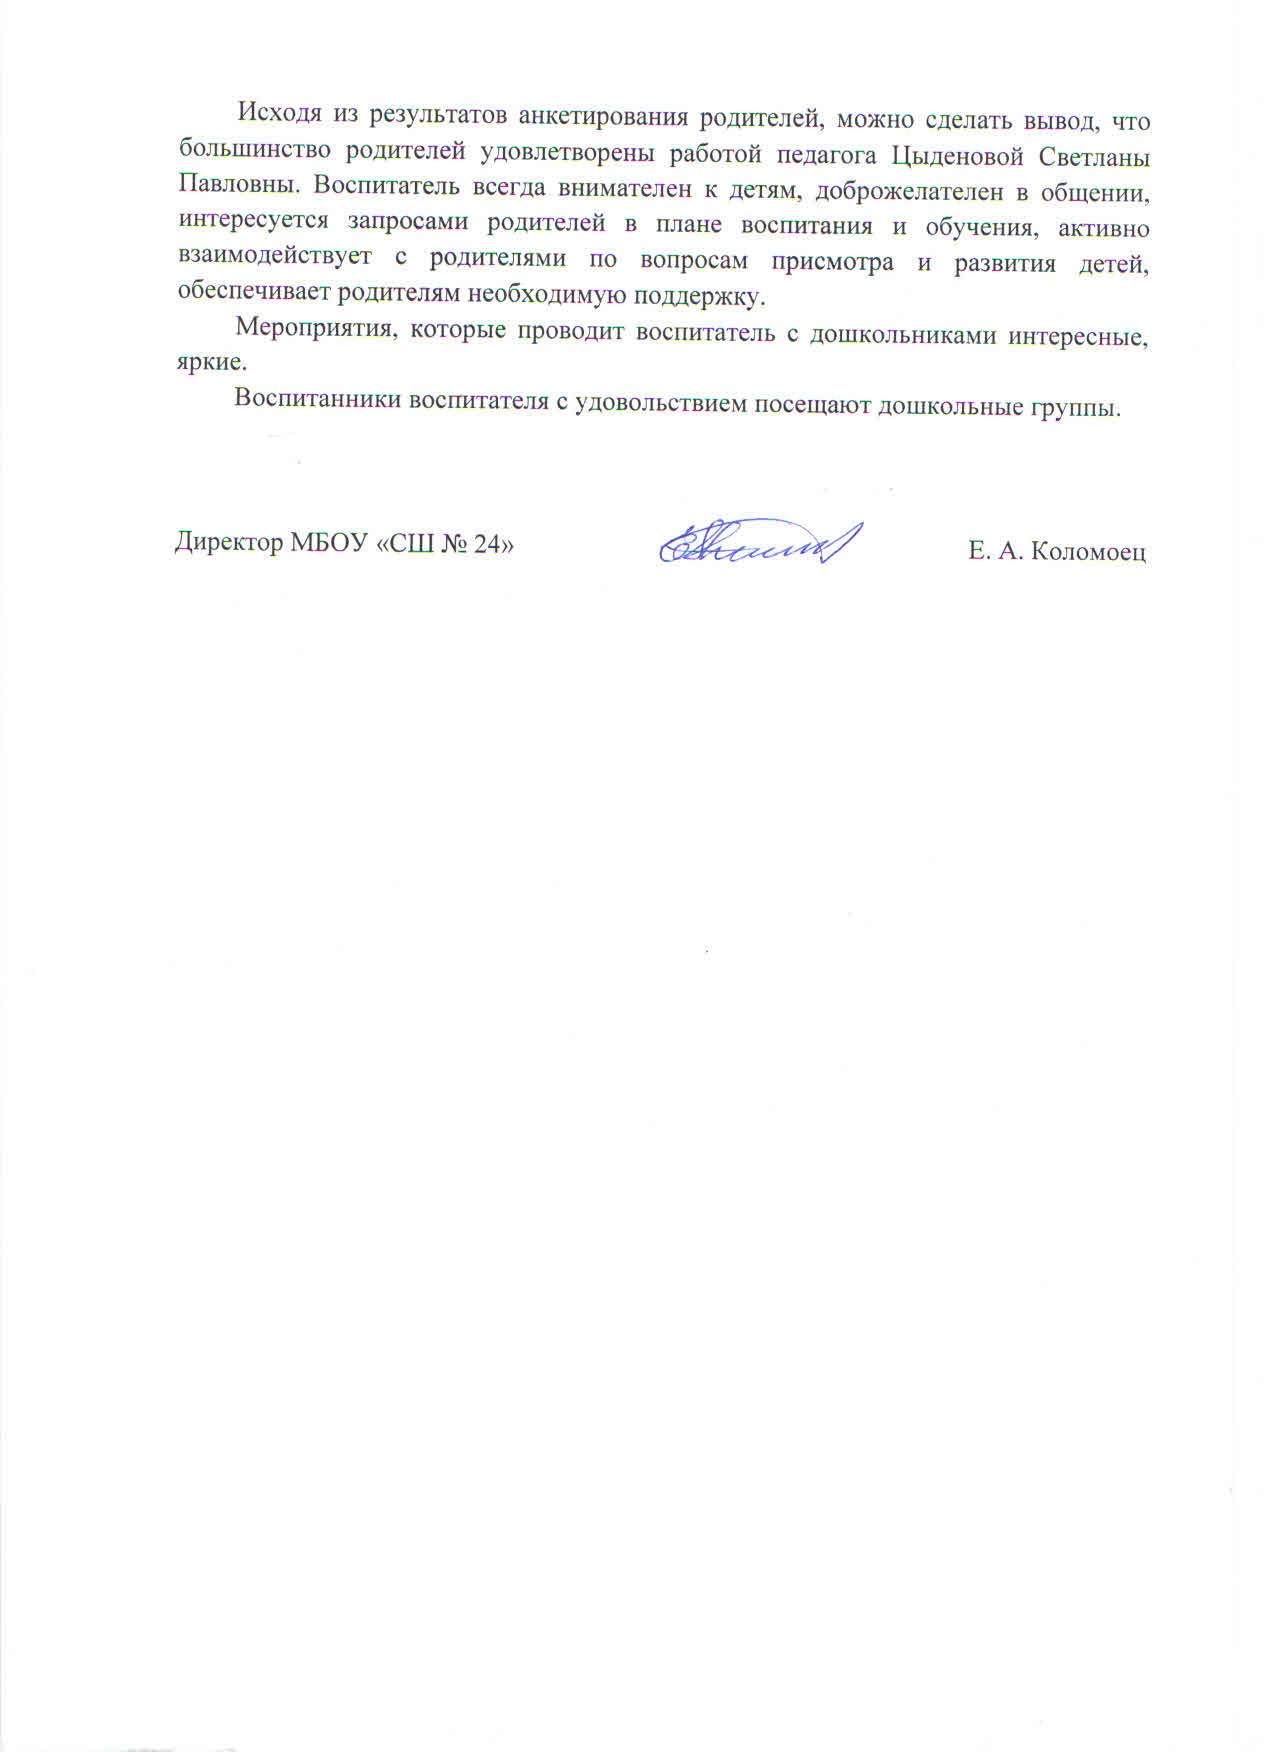 Исходя из результатов анкетирования родителей, можно сделать вывод, что
большинство родителей удовлетворены работой педагога Цыденовой Светланы
Павловны. Воспитатель всегда внимателен к детям, доброжелателен в общении,
интересуется запросами родителей в плане воспитания и обучения, активно
взаимодействует с родителями по вопросам присмотра и развития детей,
обеспечивает родителям необходимую поддержку.
Мероприятия, которые проводит воспитатель с дошкольниками интересные,
яркие.
Воспитанники воспитателя с удовольствием посещают дошкольные группы.
Директор МБОУ «СШ № 24» Е. А. Коломоец